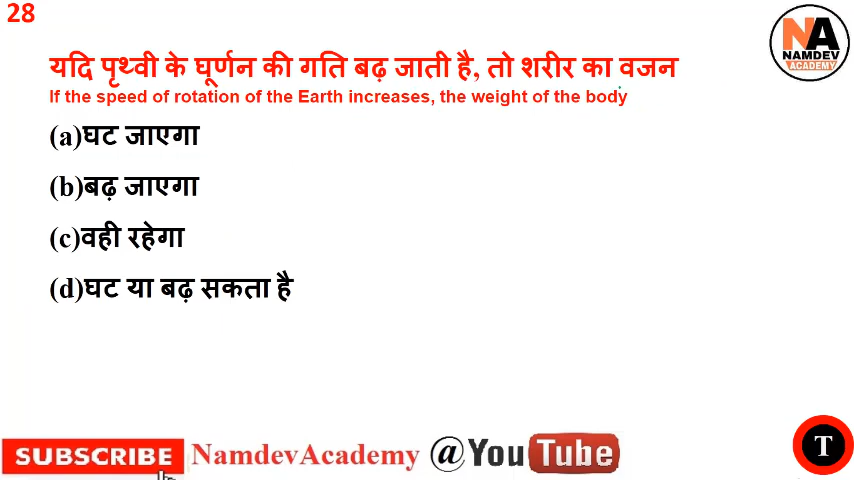 28
NA
NAMDEV
ACADEMY
यदि पृथ्वी के घूर्णन की गति बढ़ जाती है, तो शरीर का वजन
If the speed of rotation of the Earth increases, the weight of the body
(a)घट जाएगा
(b)बढ़ जाएगा
(c)वही रहेगा
(d)घट या बढ़ सकता है
SUBSCRIBE NamdevAcademy @YouTube
T